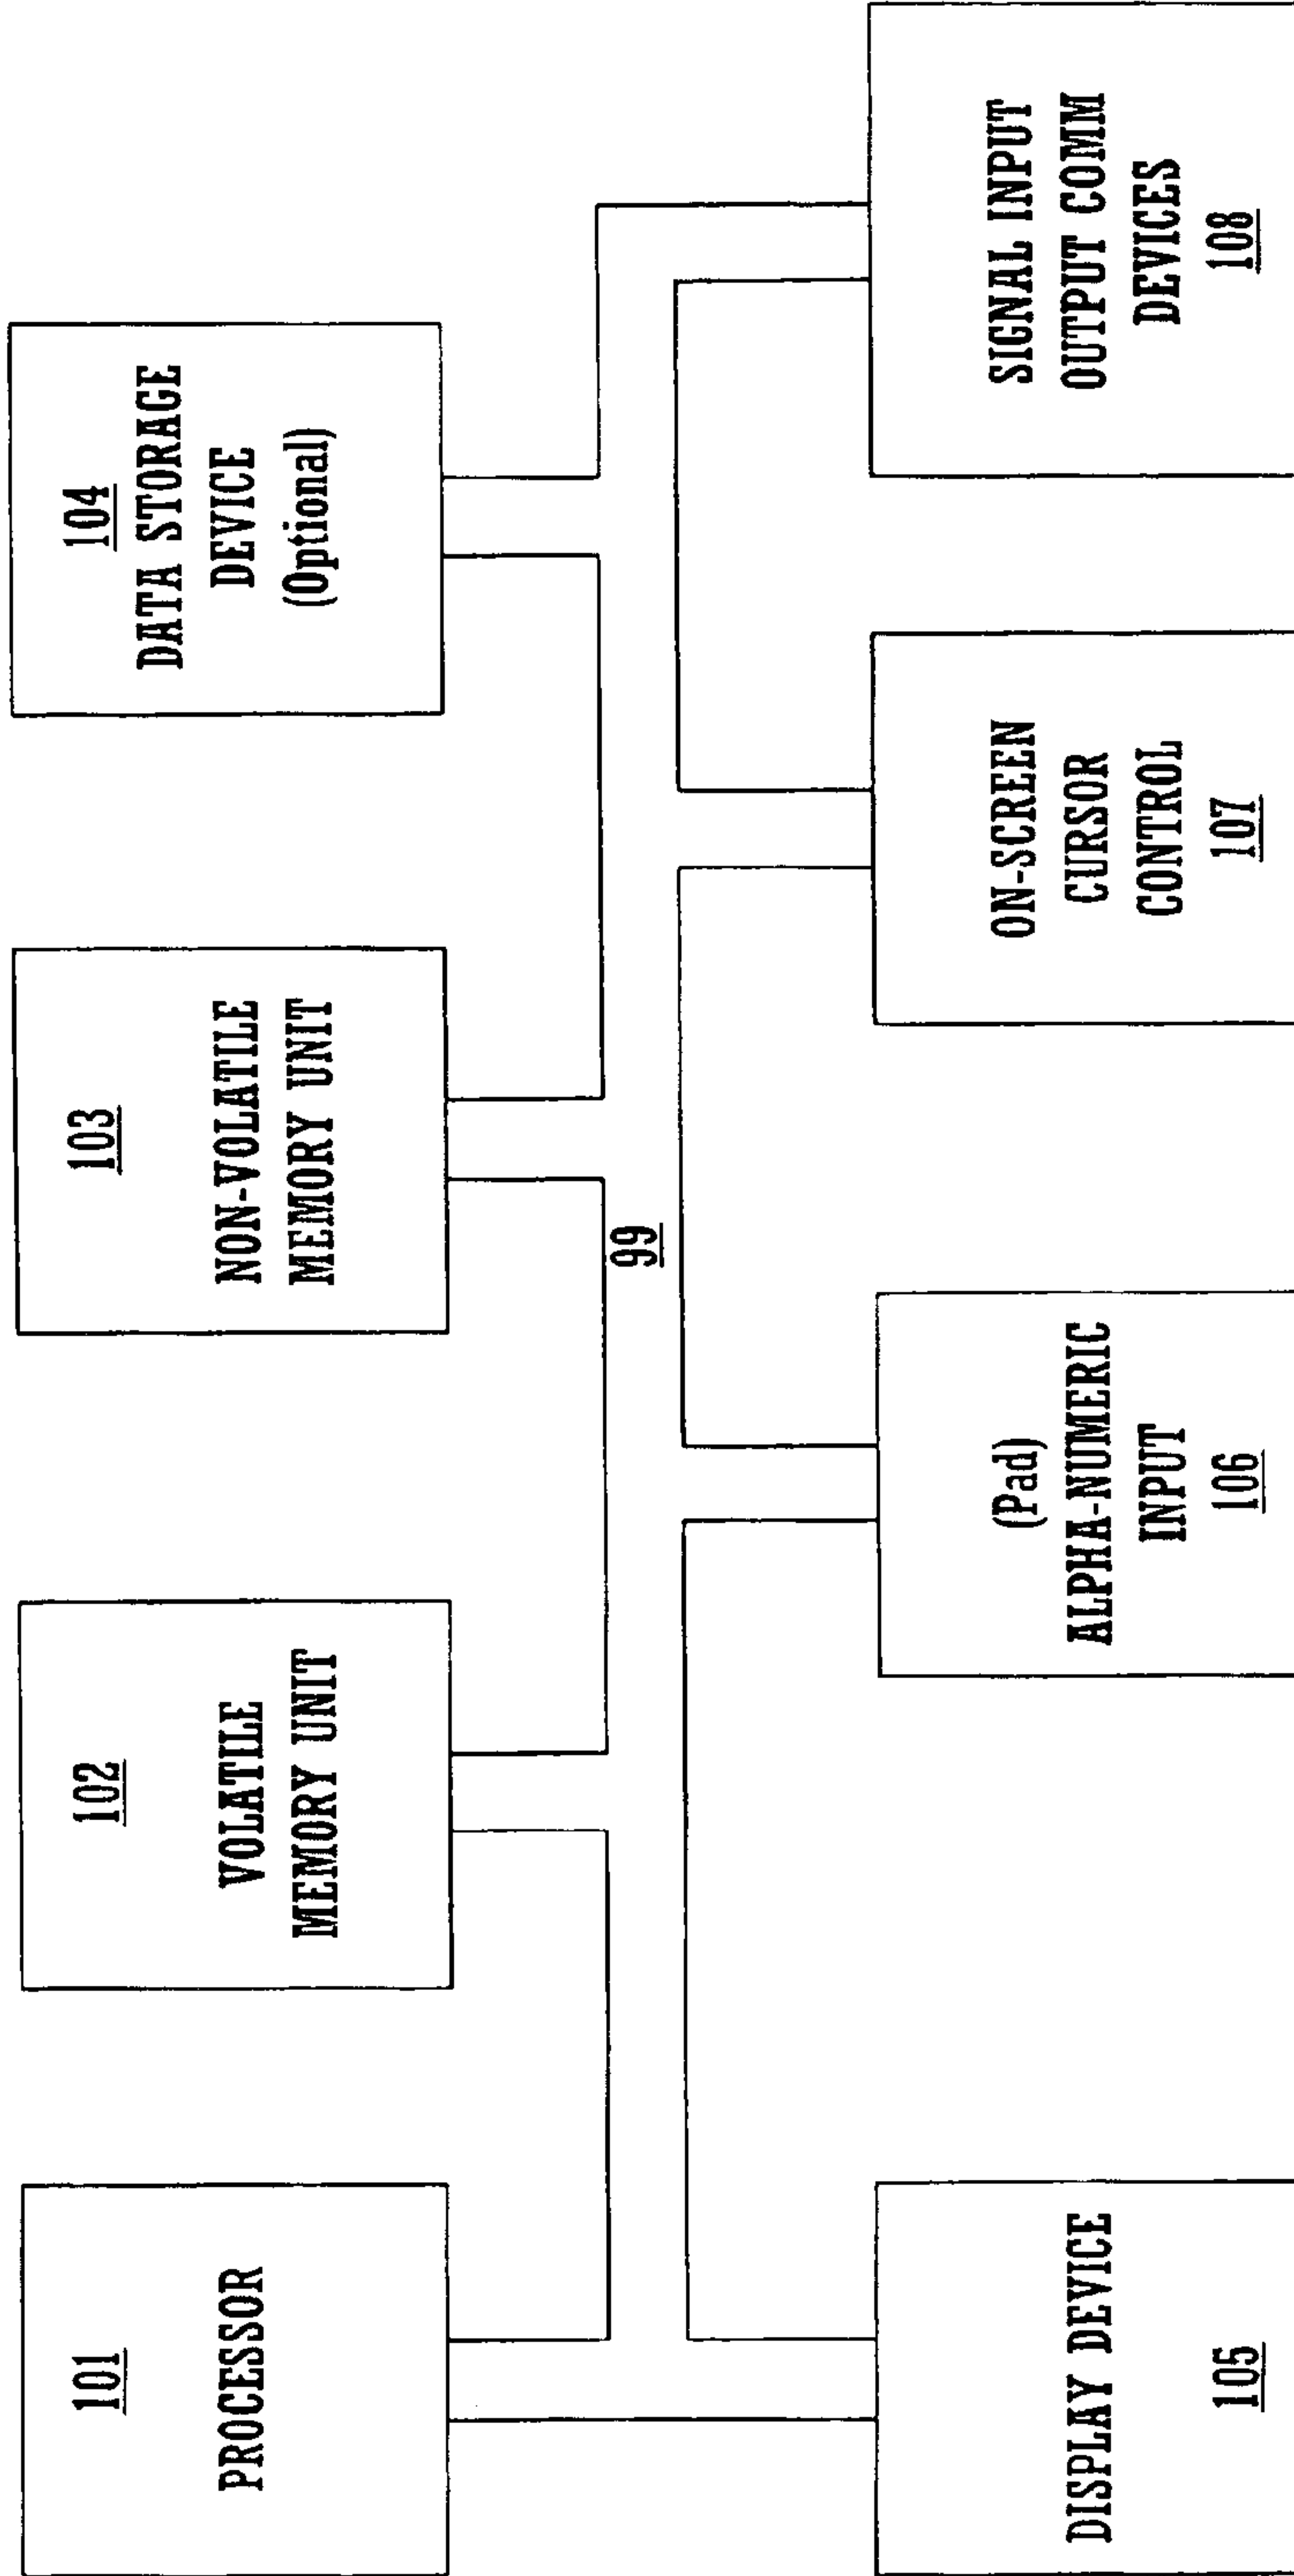 101
PROCESSOR
102
VOLATILE
MEMORY UNIT
103
NON-VOLATILE
MEMORY UNIT
104
DATA STORAGE
DEVICE
(Optional)
99
DISPLAY DEVICE
105
(Pad)
ALPHA-NUMERIC
INPUT
106
ON-SCREEN
CURSOR
CONTROL
107
SIGNAL INPUT
OUTPUT COMM
DEVICES
108